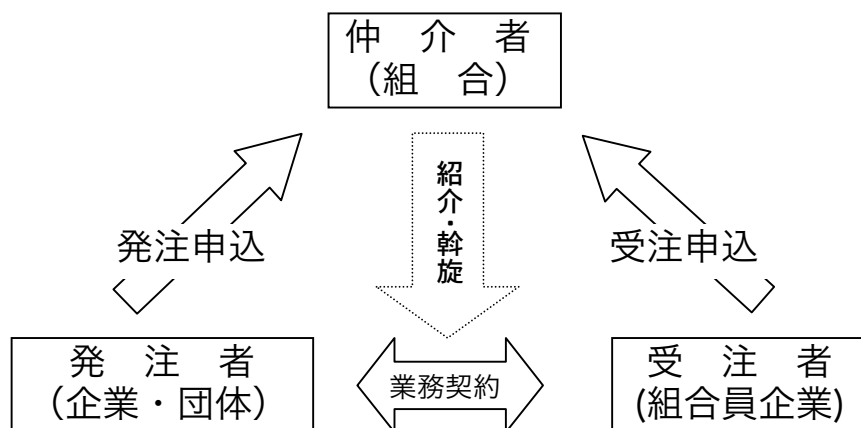 仲　介　者
（組　合）
紹介・斡旋
発注申込
受注申込
発　注　者
（企業・団体）
業務契約
受　注　者
(組合員企業)